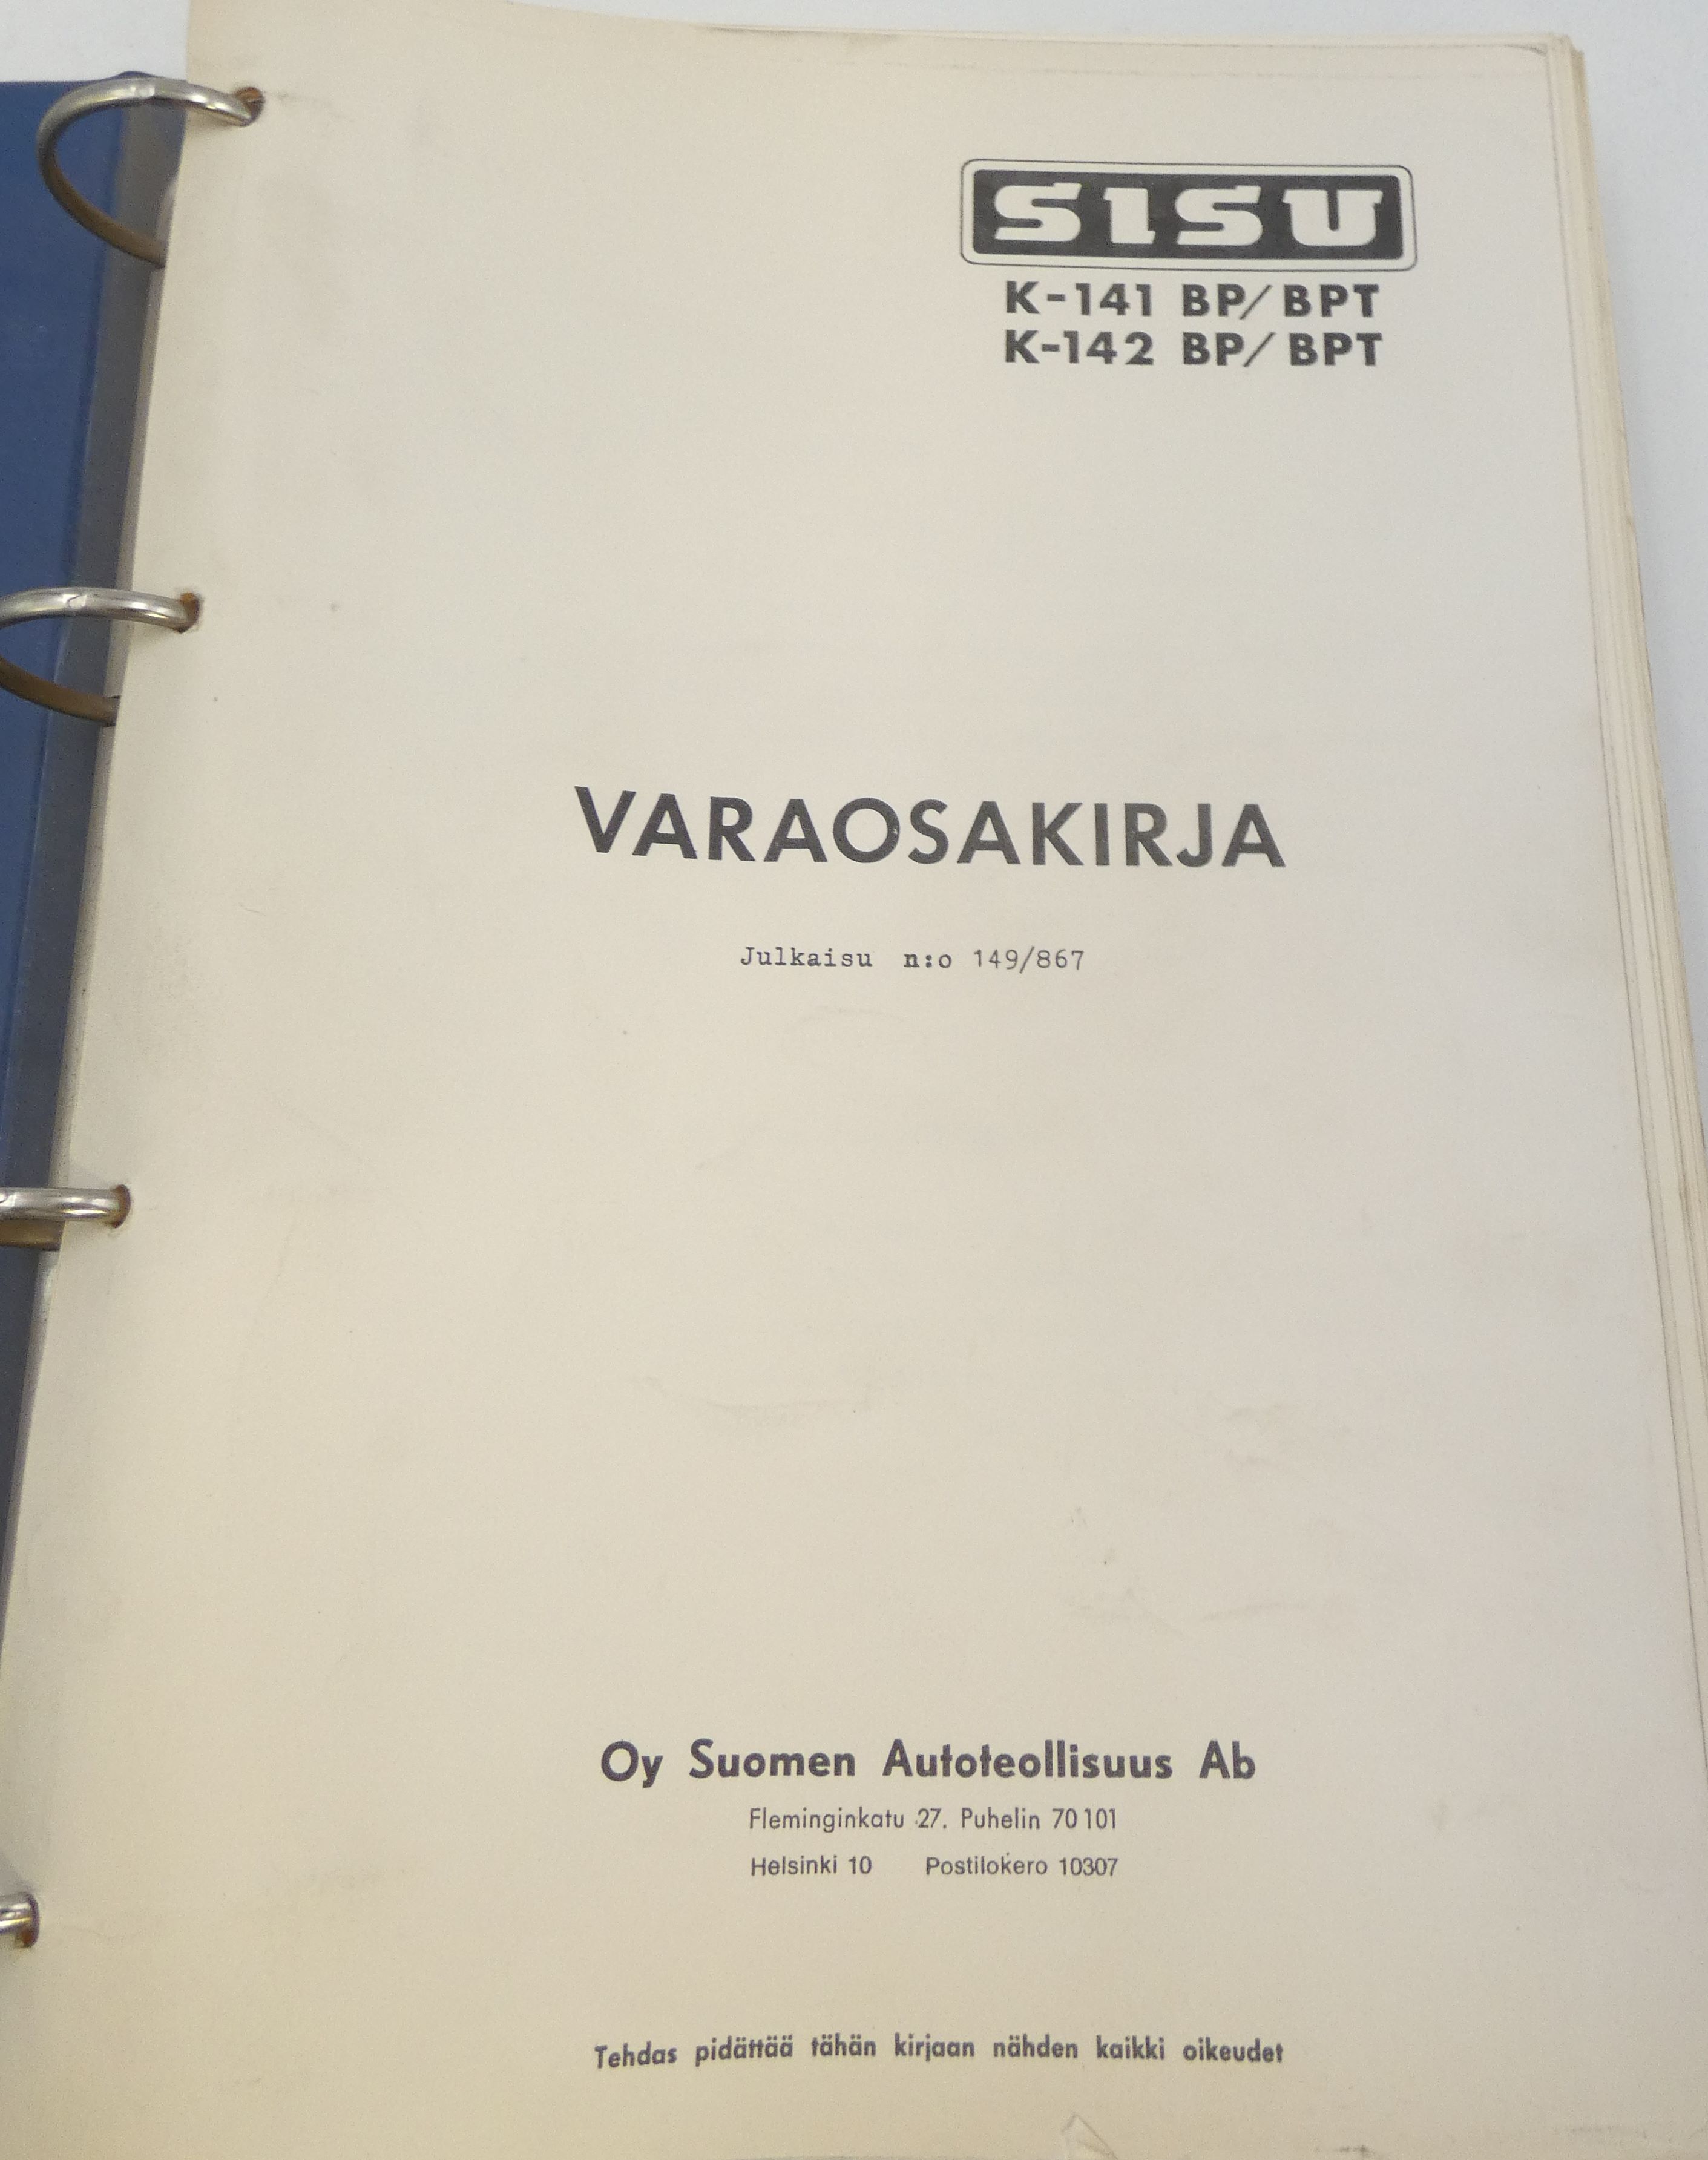 SISU
K-141 BP/BPT
K-142 BP/BPT
VARAOSAKIRJA
Julkaisu n:o 149/867
Oy Suomen Autoteollisuus Ab
Fleminginkatu 27. Puhelin 70 101
Helsinki 10 Postilokero 10307
Tehdas pidättää tähän kirjaan nähden kaikki oikeudet